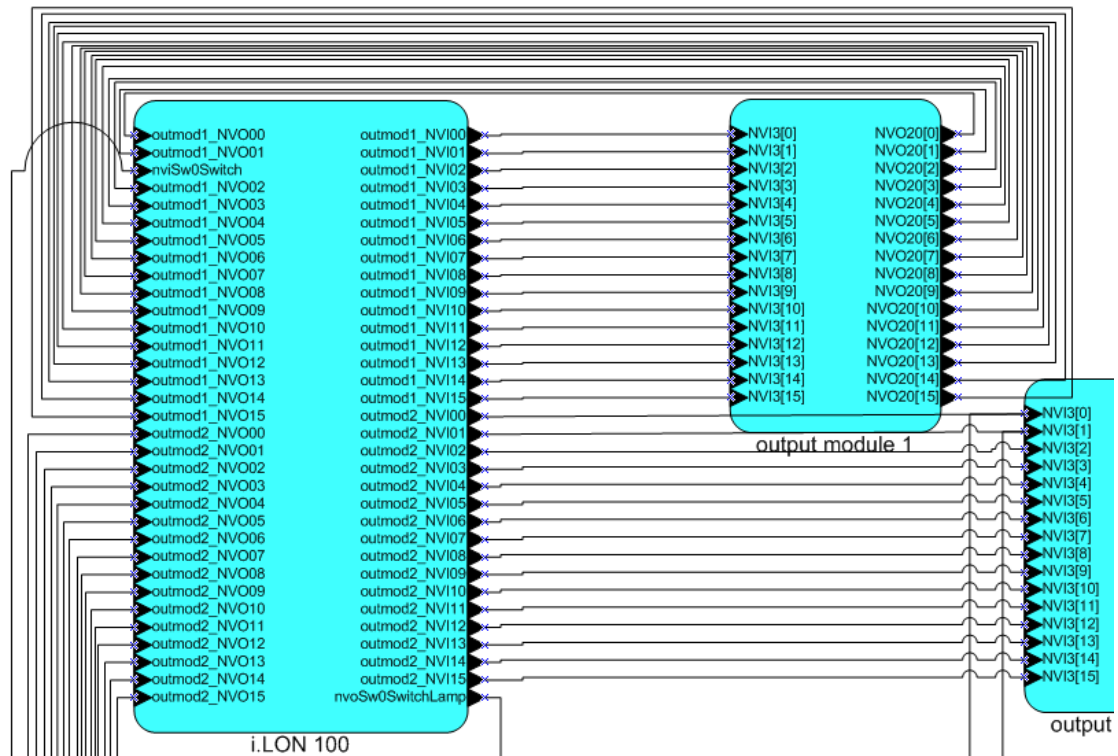 outmod1_NVO00
outmod1_NVO01
nviSw0Switch
outmod1_NVO02
outmod1_NVO03
outmod1_NVO04
outmod1_NVO05
outmod1_NVO06
outmod1_NVO07
outmod1_NVO08
outmod1_NVO09
outmod1_NVO10
outmod1_NVO11
outmod1_NVO12
outmod1_NVO13
outmod1_NVO14
outmod1_NVO15
outmod2_NVO00
outmod2_NVO01
outmod2_NVO02
outmod2_NVO03
outmod2_NVO04
outmod2_NVO05
outmod2_NVO06
outmod2_NVO07
outmod2_NVO08
outmod2_NVO09
outmod2_NVO10
outmod2_NVO11
outmod2_NVO12
outmod2_NVO13
outmod2_NVO14
outmod2_NVO15
outmod1_NVI00
outmod1_NVI01
outmod1_NVI02
outmod1_NVI03
outmod1_NVI04
outmod1_NVI05
outmod1_NVI06
outmod1_NVI07
outmod1_NVI08
outmod1_NVI09
outmod1_NVI10
outmod1_NVI11
outmod1_NVI12
outmod1_NVI13
outmod1_NVI14
outmod1_NVI15
outmod2_NVI00
outmod2_NVI01
outmod2_NVI02
outmod2_NVI03
outmod2_NVI04
outmod2_NVI05
outmod2_NVI06
outmod2_NVI07
outmod2_NVI08
outmod2_NVI09
outmod2_NVI10
outmod2_NVI11
outmod2_NVI12
outmod2_NVI13
outmod2_NVI14
outmod2_NVI15
nvoSw0SwitchLamp
i.LON 100
NVI3[0]
NVI3[1]
NVI3[2]
NVI3[3]
NVI3[4]
NVI3[5]
NVI3[6]
NVI3[7]
NVI3[8]
NVI3[9]
NVI3[10]
NVI3[11]
NVI3[12]
NVI3[13]
NVI3[14]
NVI3[15]
NVO20[0]
NVO20[1]
NVO20[2]
NVO20[3]
NVO20[4]
NVO20[5]
NVO20[6]
NVO20[7]
NVO20[8]
NVO20[9]
NVO20[10]
NVO20[11]
NVO20[12]
NVO20[13]
NVO20[14]
NVO20[15]
output module 1
NVI3[0]
NVI3[1]
NVI3[2]
NVI3[3]
NVI3[4]
NVI3[5]
NVI3[6]
NVI3[7]
NVI3[8]
NVI3[9]
NVI3[10]
NVI3[11]
NVI3[12]
NVI3[13]
NVI3[14]
NVI3[15]
output